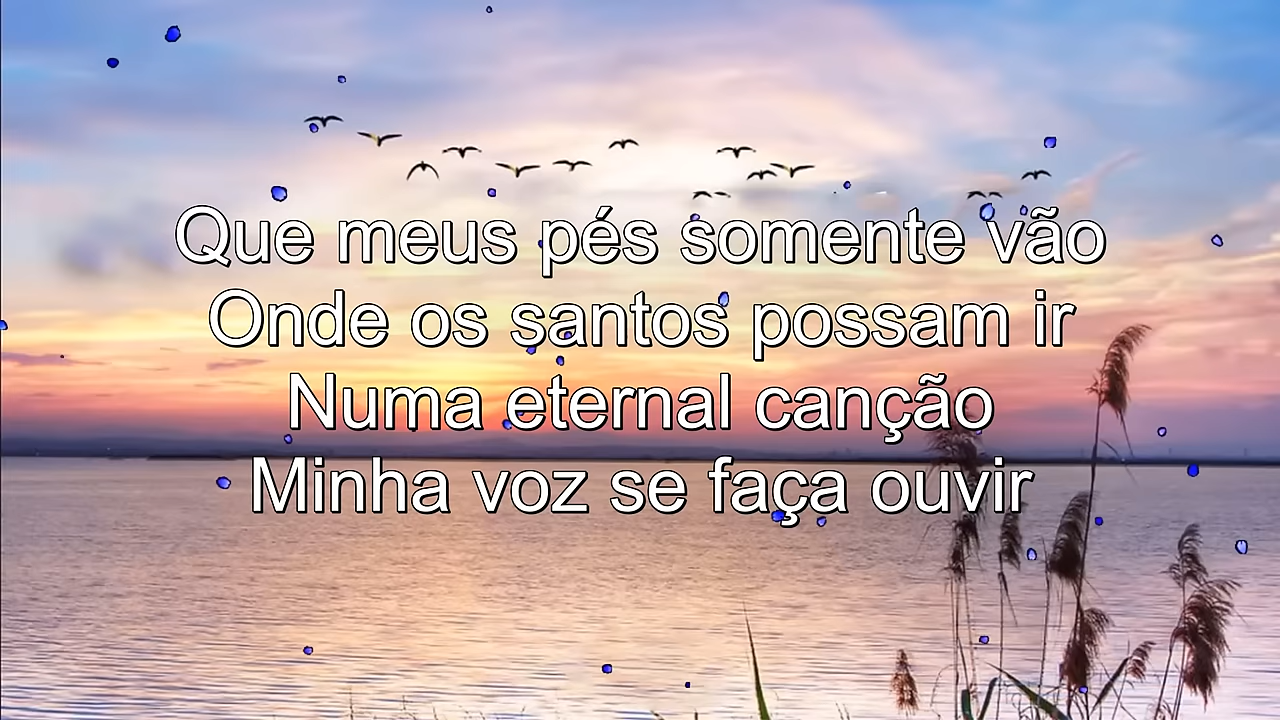 Que meus pés somente vão
Onde os santos possam ir
Numa eternal canção
Minha voz se faça ouvir